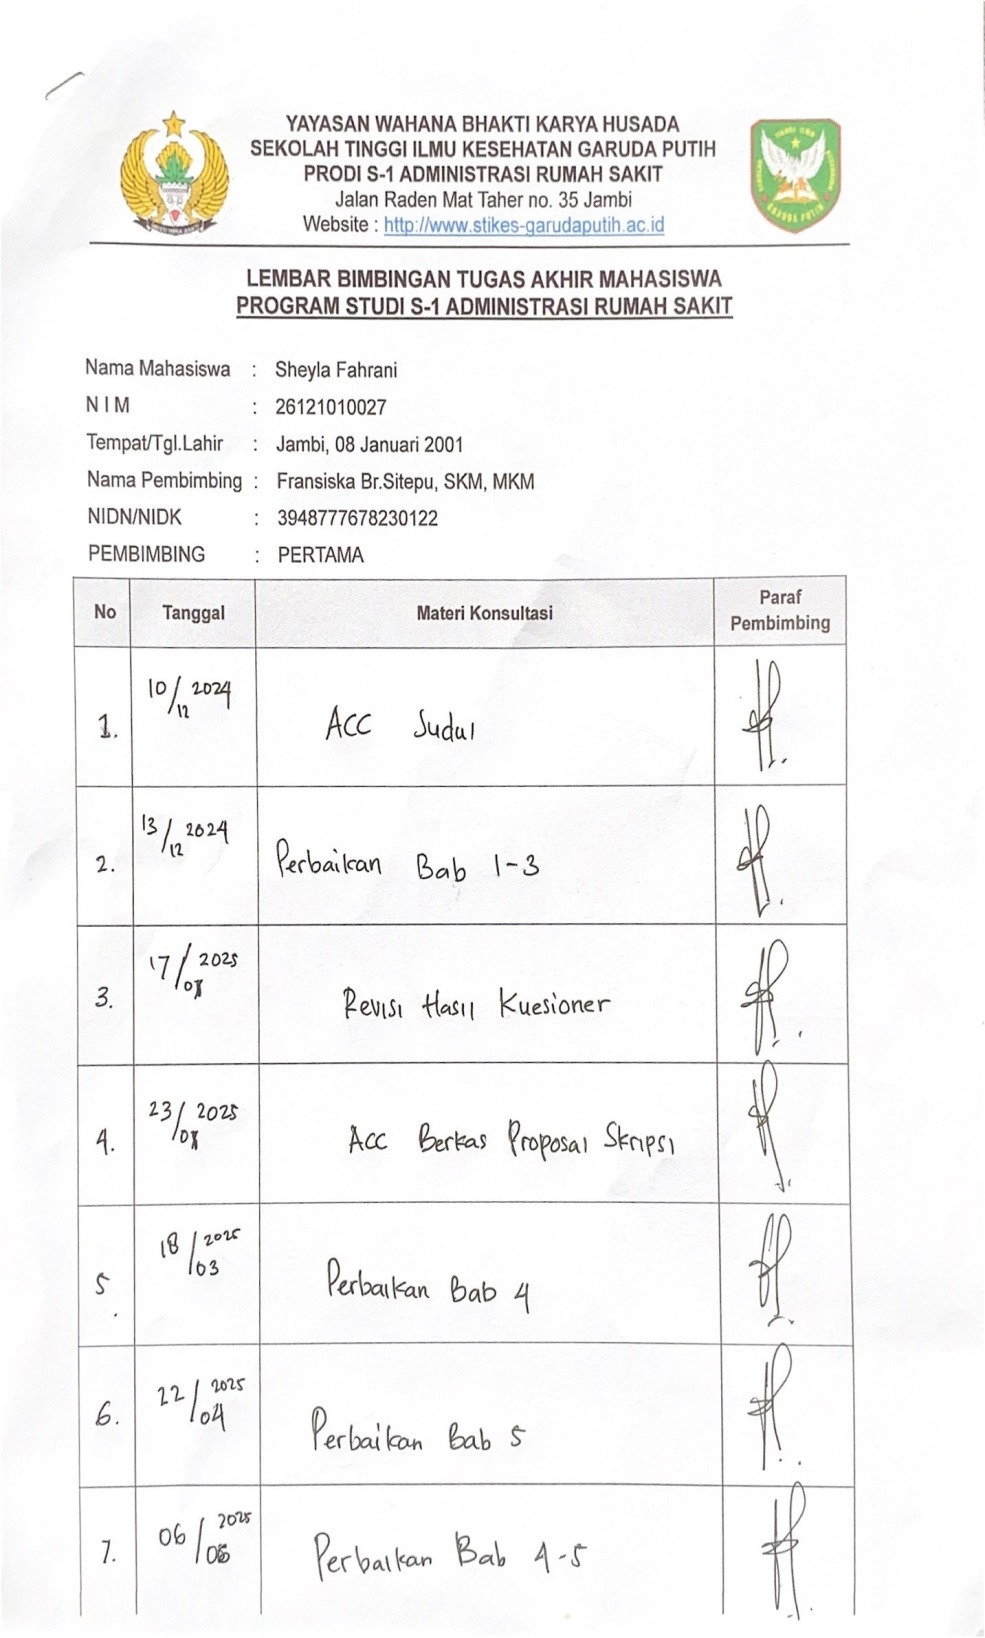 YAYASAN WAHANA BHAKTI KARYA HUSADA
SEKOLAH TINGGI ILMU KESEHATAN GARUDA PUTIH
PRODI S-1 ADMINISTRASI RUMAH SAKIT
Jalan Raden Mat Taher no. 35 Jambi
Website : http://www.stikes-garudaputih.ac.id
GARUDA PUTIH
LEMBAR BIMBINGAN TUGAS AKHIR MAHASISWA
PROGRAM STUDI S-1 ADMINISTRASI RUMAH SAKIT
Nama Mahasiswa : Sheyla Fahrani
N I M : 26121010027
Tempat/Tgl.Lahir : Jambi, 08 Januari 2001
Nama Pembimbing : Fransiska Br.Sitepu, SKM, MKM
NIDN/NIDK : 3948777678230122
PEMBIMBING : PERTAMA
No Tanggal Materi Konsultasi Paraf Pembimbing
1. 10/12 2024 ACC Judul
2. 13/12 2024 Perbaikan Bab 1-3
3. 17/ 2025 Revisi Hasil Kuesioner
4. 23/ 2025 Acc Berkas Proposal Skripsi
5. 18/03 2025 Perbaikan Bab 4
6. 22/04 2025 Perbaikan Bab 5
7. 06/ 2025 Perbaikan Bab 4-5